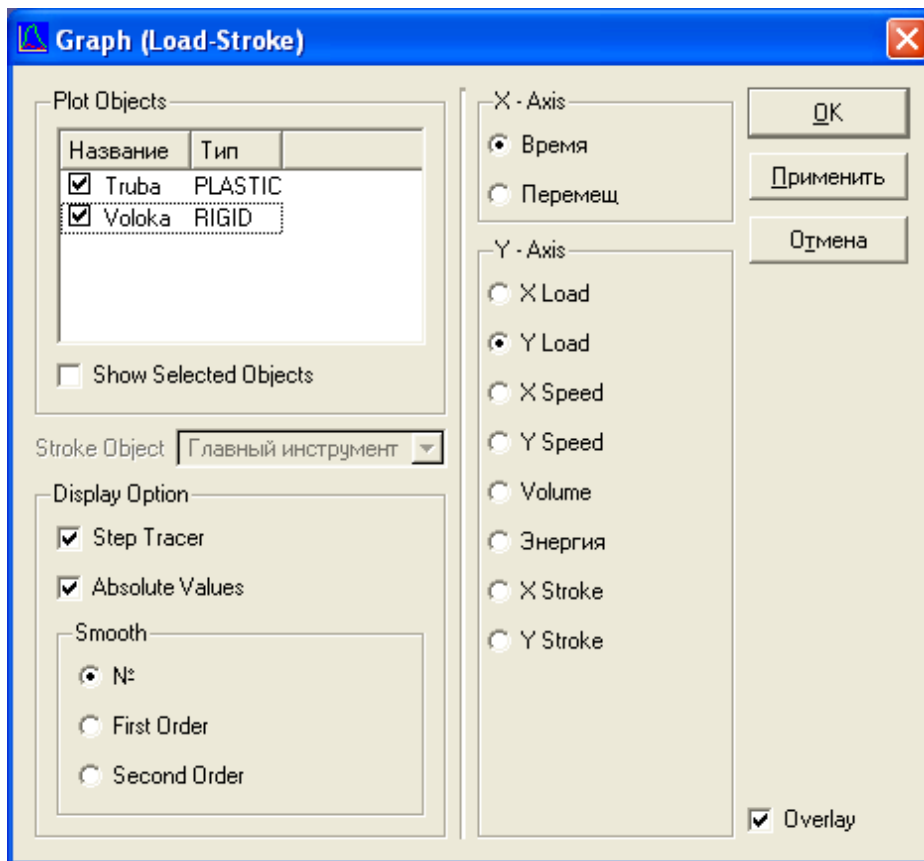 Graph (Load-Stroke)
Plot Objects
Название Тип
Truba PLASTIC
Voloka RIGID
Show Selected Objects
Stroke Object Главный инструмент
Display Option
Step Tracer
Absolute Values
Smooth
№
First Order
Second Order
X - Axis
Время
Перемещ
Y - Axis
X Load
Y Load
X Speed
Y Speed
Volume
Энергия
X Stroke
Y Stroke
OK
Применить
Отмена
Overlay